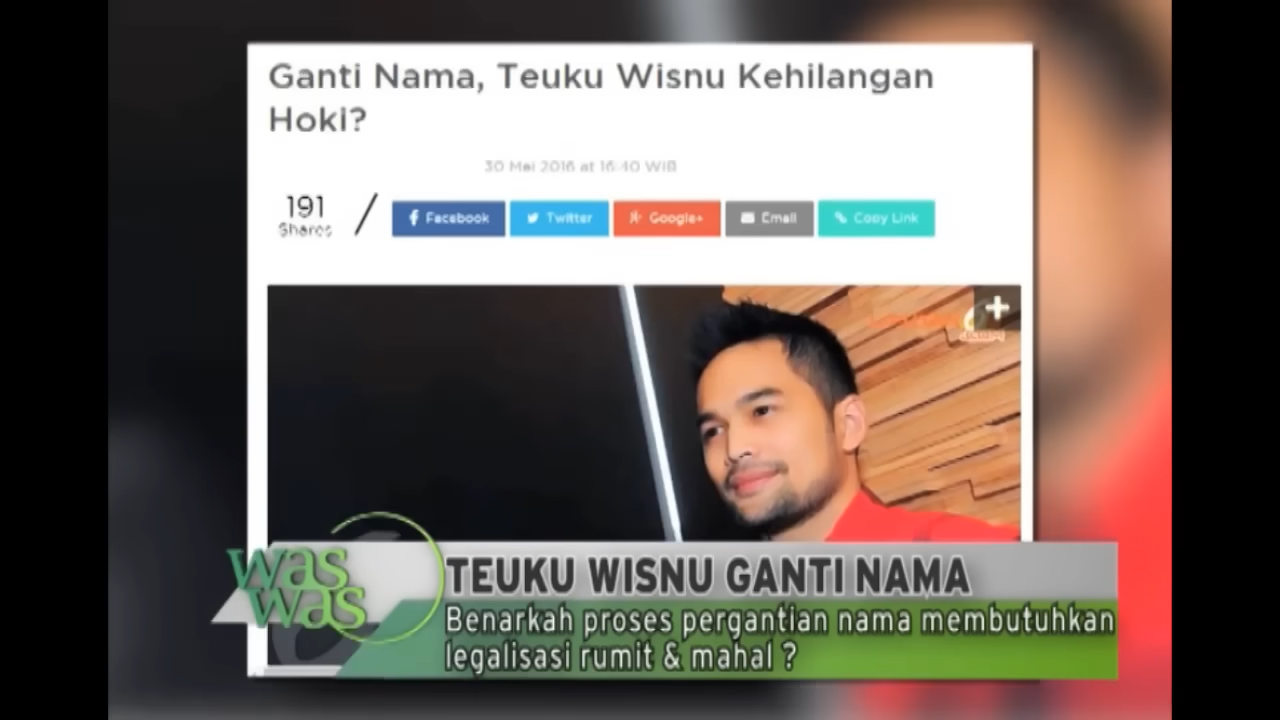 Ganti Nama, Teuku Wisnu Kehilangan
Hoki?
30 Mei 2016 at 16:40 WIB
191
Shares
Facebook
Twitter
Google+
Email
Copy Link
was
was
TEUKU WISNU GANTI NAMA
Benarkah proses pergantian nama membutuhkan
legalisasi rumit & mahal ?